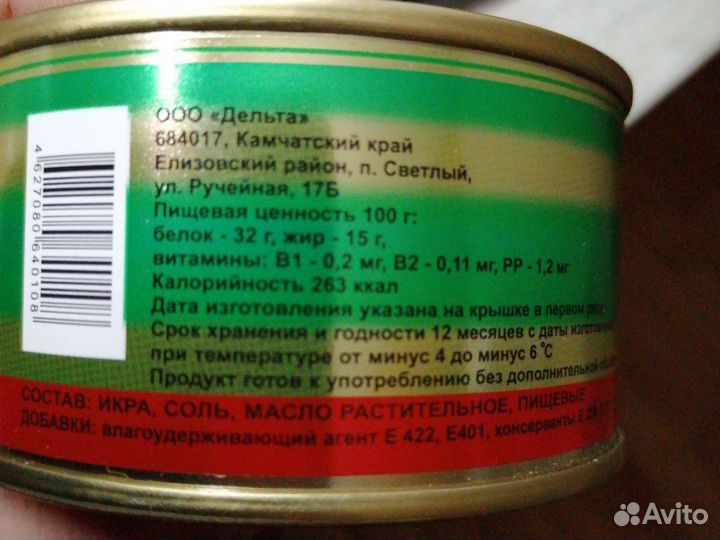 ООО «Дельта»
684017, Камчатский край
Елизовский район, п. Светлый,
ул. Ручейная, 17Б
Пищевая ценность 100 г:
белок - 32 г, жир - 15 г,
витамины: В1 - 0,2 мг, В2 - 0,11 мг, РР - 1,2 мг
Калорийность 263 ккал
Дата изготовления указана на крышке в первом
Срок хранения и годности 12 месяцев с даты
при температуре от минус 4 до минус 6 °С
Продукт готов к употреблению без дополнительной
СОСТАВ: ИКРА, СОЛЬ, МАСЛО РАСТИТЕЛЬНОЕ, ПИЩЕВЫЕ
ДОБАВКИ: влагоудерживающий агент Е 422, Е401, консерванты Е
4627080640108
Avito